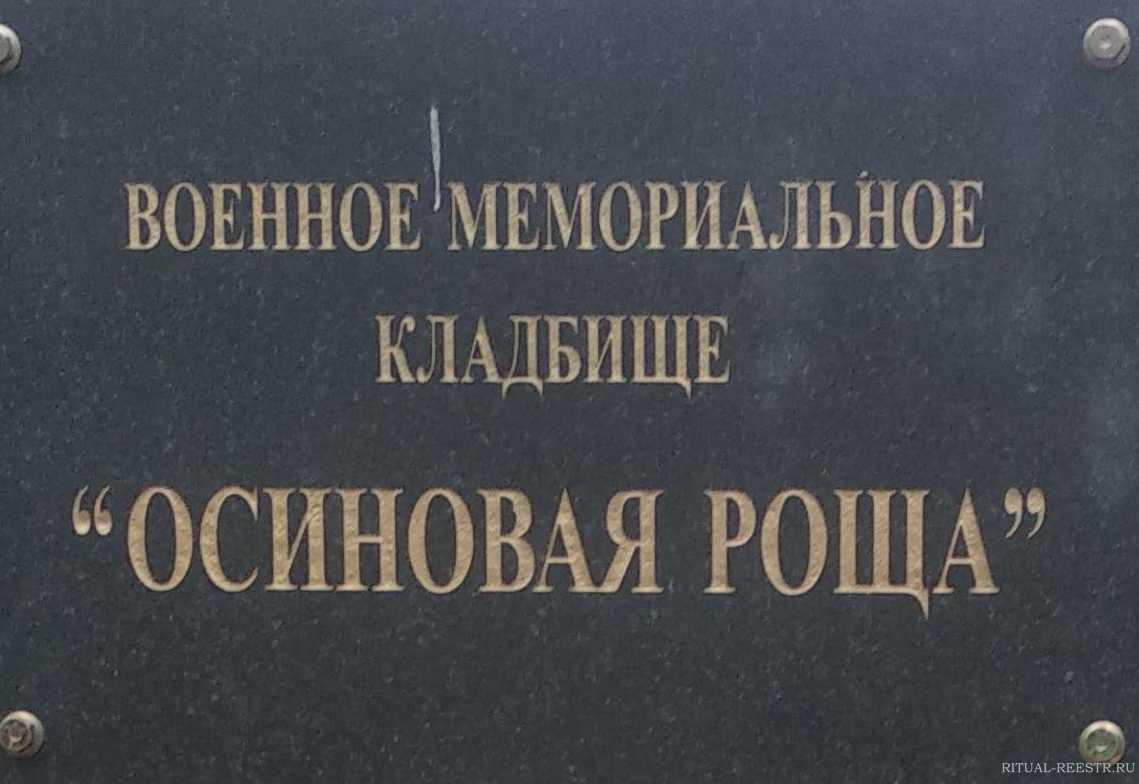 ВОЕННОЕ МЕМОРИАЛЬНОЕ
КЛАДБИЩЕ
“ОСИНОВАЯ РОЩА”
RITUAL-REESTR.RU